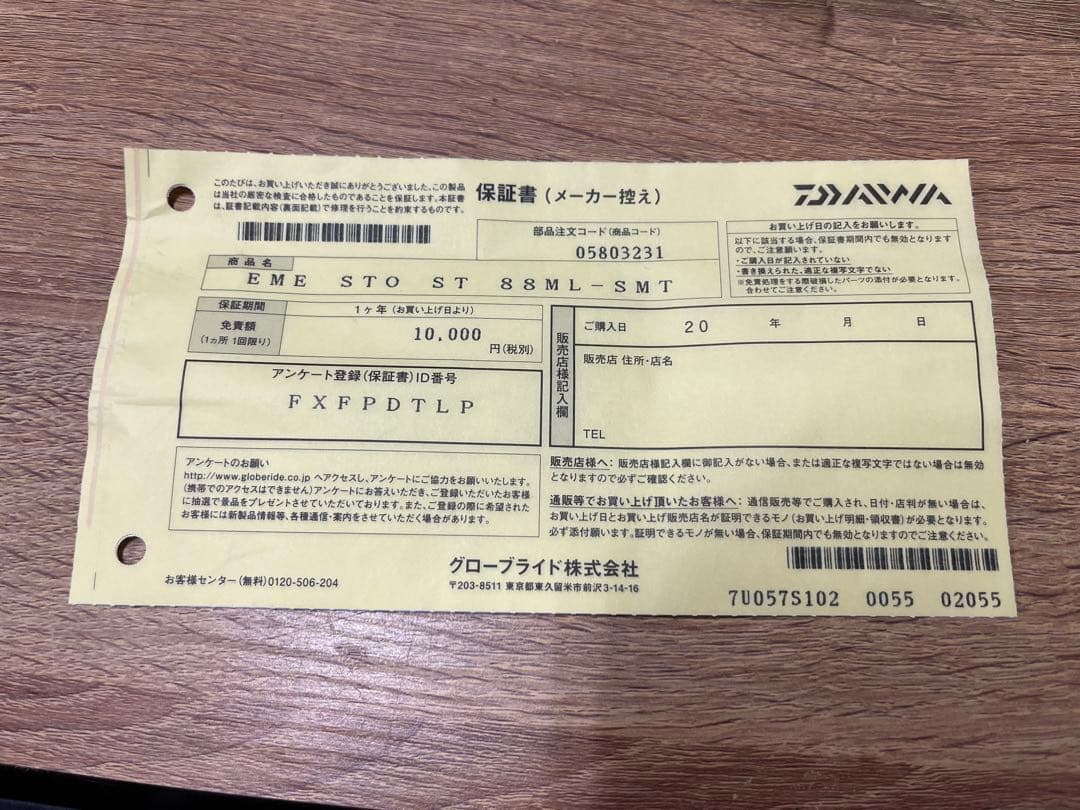 このたびは、お買い上げいただき誠にありがとうございました。この製品
は当社の厳密な検査に合格したものであることを保証します。本証書
は、証書記載内容(裏面記載)で修理を行うことを約束するものです。
保証書(メーカー控え)
DAIWA
部品注文コード(商品コード)
05803231
お買い上げ日の記入をお願いします。
以下に該当する場合、保証書期間内でも無効となります
ので、ご注意願います。
・ご購入日が記入されていない
・書き換えられた、適正な複写文字でない
※免責処理をする際破損したパーツの添付が必要となります。
合わせてご注意ください。
商品名
EME STO ST 88ML-SMT
保証期間
1ヶ年(お買い上げ日より)
免責額
(1ヵ所 1回限り)
10,000
円(税別)
アンケート登録(保証書)ID番号
FXFPDTLP
販売店様記入欄
ご購入日 20 年 月 日
販売店 住所・店名
TEL
アンケートのお願い
http://www.globeride.co.jp へアクセスし、アンケートにご協力をお願いいたします。
(携帯でのアクセスはできません)アンケートにお答えいただき、ご登録いただいたお客様
に抽選で景品をプレゼントさせていただいております。また、ご登録の際に希望された
お客様には新製品情報等、各種通信・案内をさせていただく場合があります。
販売店様へ:販売店様記入欄に御記入がない場合、または適正な複写文字ではない場合は無効
となりますので必ずご確認ください。
通販等でお買い上げ頂いたお客様へ:通信販売等でご購入され、日付・店判が無い場合は、
お買い上げ日とお買い上げ販売店名が証明できるモノ(お買い上げ明細・領収書)が必要となります。
必ず添付願います。証明できるモノが無い場合、保証期間内でも無効となりますのでご注意ください。
お客様センター(無料)0120-506-204
グローブライド株式会社
〒203-8511 東京都東久留米市前沢3-14-16
7U057S102 0055 02055